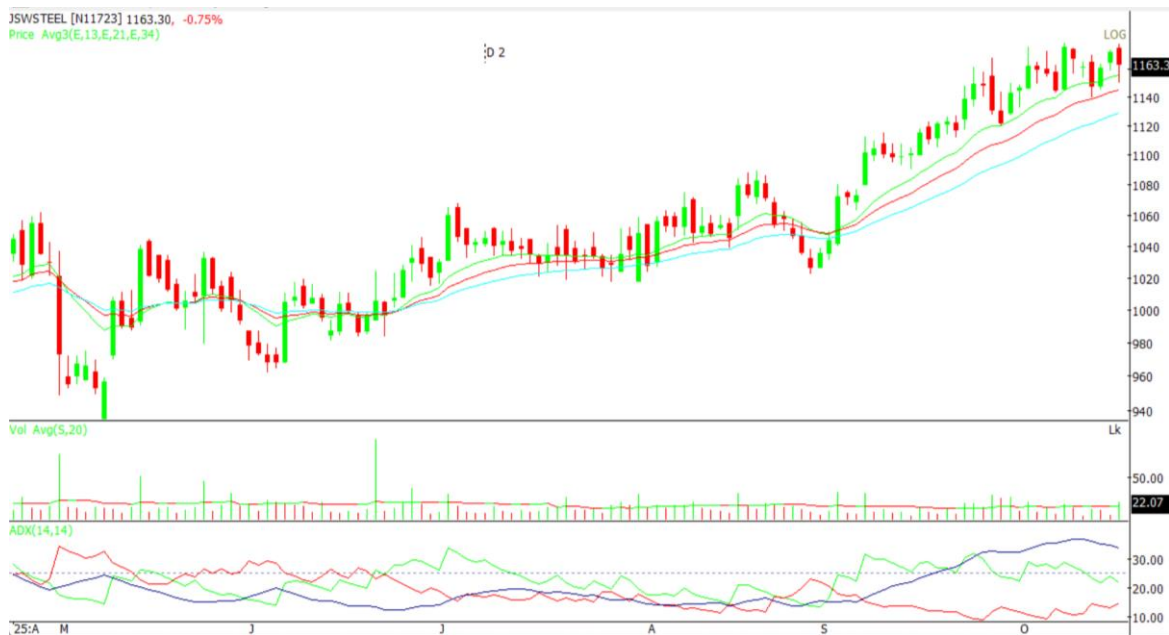 JSWSTEEL [N11723] 1163.30, -0.75%
Price Avg3(E,13,E,21,E,34)
D 2
LOG
1163.3
1140
1120
1100
1080
1060
1040
1020
1000
980
960
940
Vol Avg(S,20)
Lk
50.00
22.07
ADX(14,14)
30.00
20.00
10.00
'25:A M J J A S O